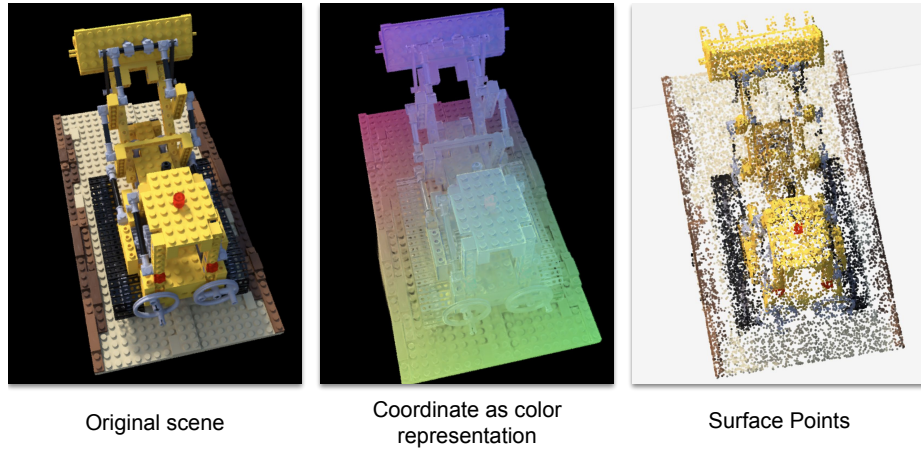 Original scene
Coordinate as color
representation
Surface Points